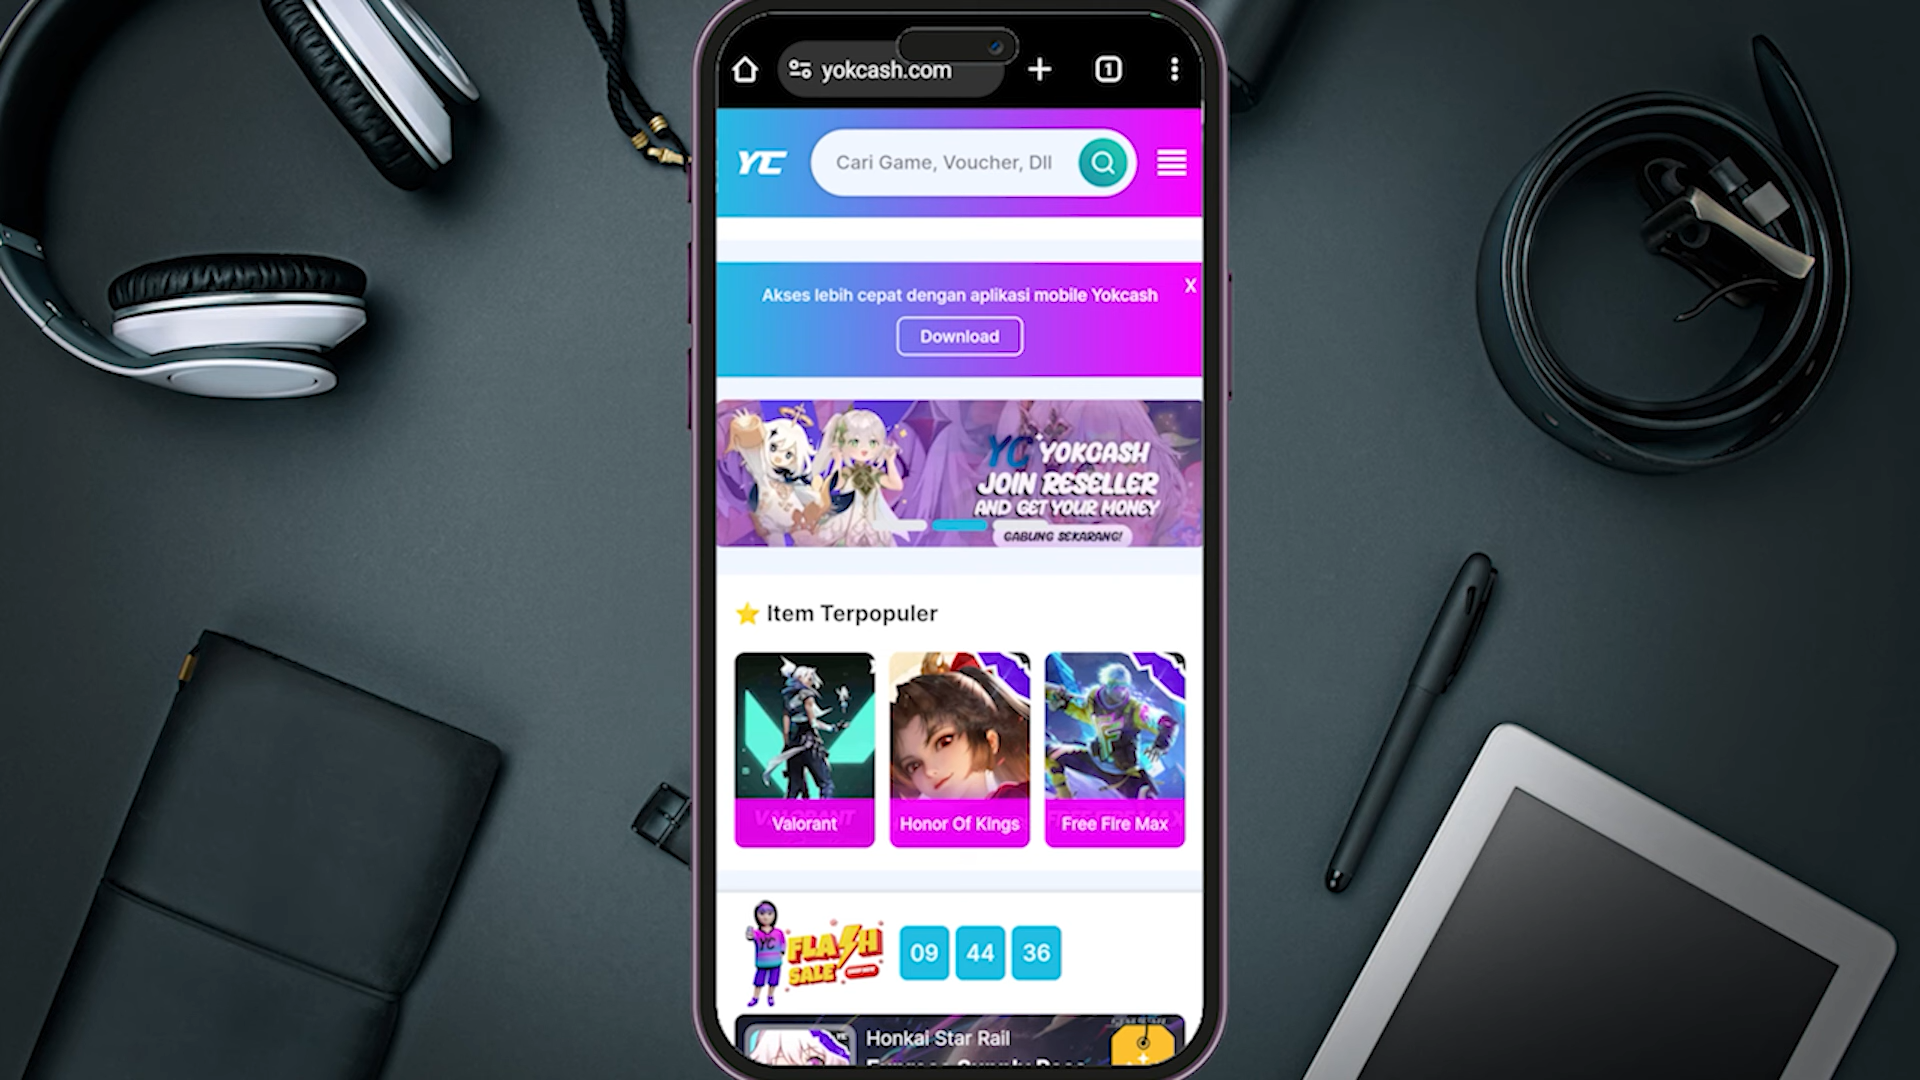 yokcash.com
1
YC
Cari Game, Voucher, Dll
Akses lebih cepat dengan aplikasi mobile Yokcash
X
Download
YC YOKCASH
JOIN RESELLER
AND GET YOUR MONEY
GABUNG SEKARANG!
⭐ Item Terpopuler
Valorant
Honor Of Kings
Free Fire Max
YC
FLASH
SALE
09 44 36
Honkai Star Rail